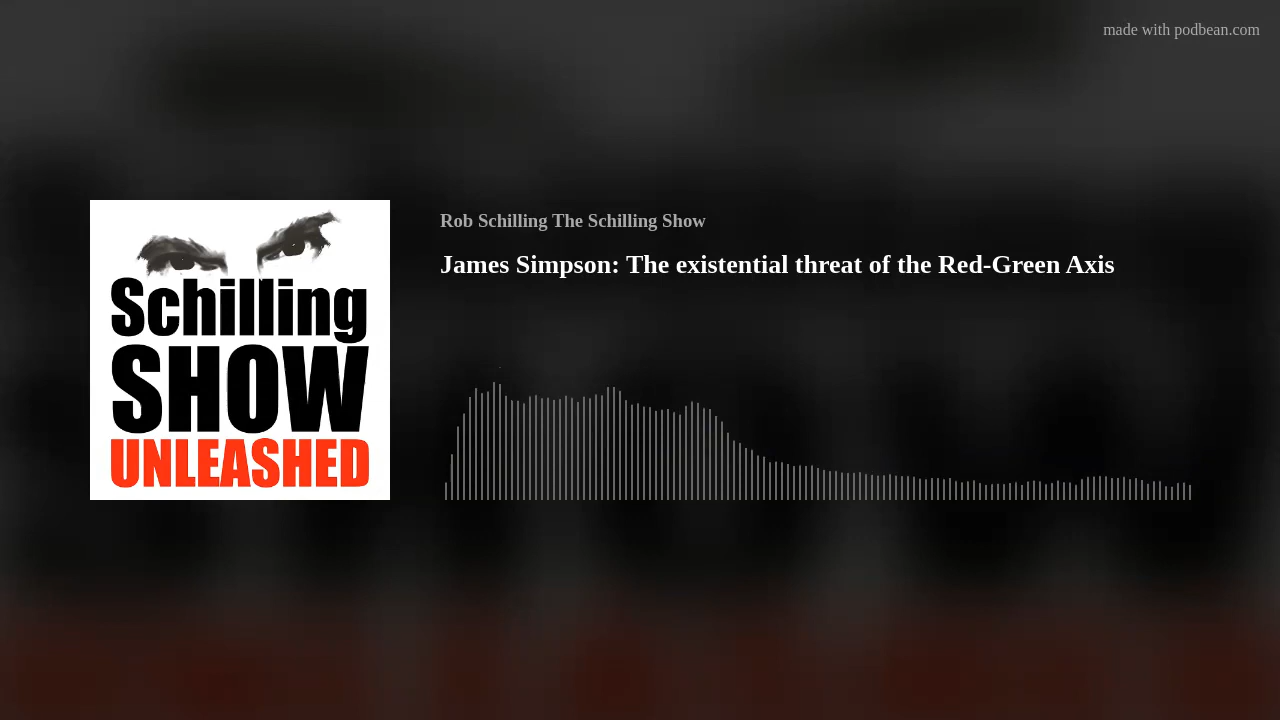 made with podbean.com
Rob Schilling The Schilling Show
James Simpson: The existential threat of the Red-Green Axis
Schilling
SHOW
UNLEASHED